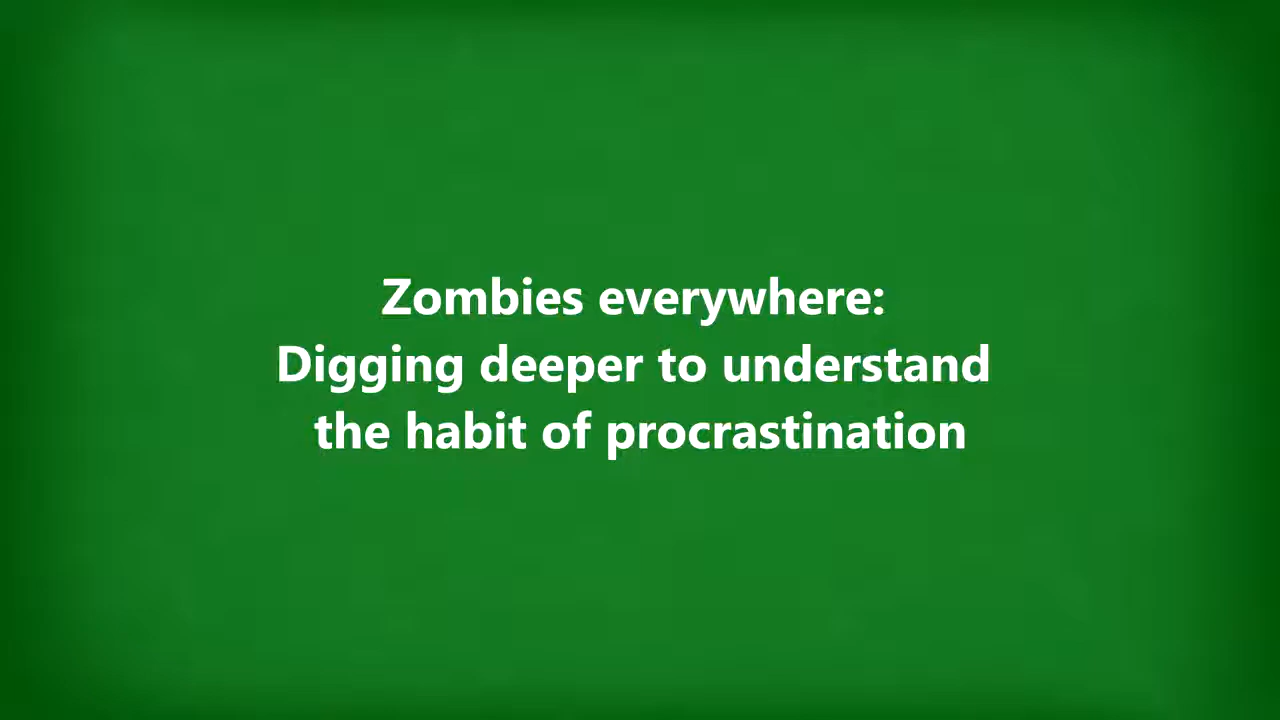 Zombies everywhere:
Digging deeper to understand
the habit of procrastination